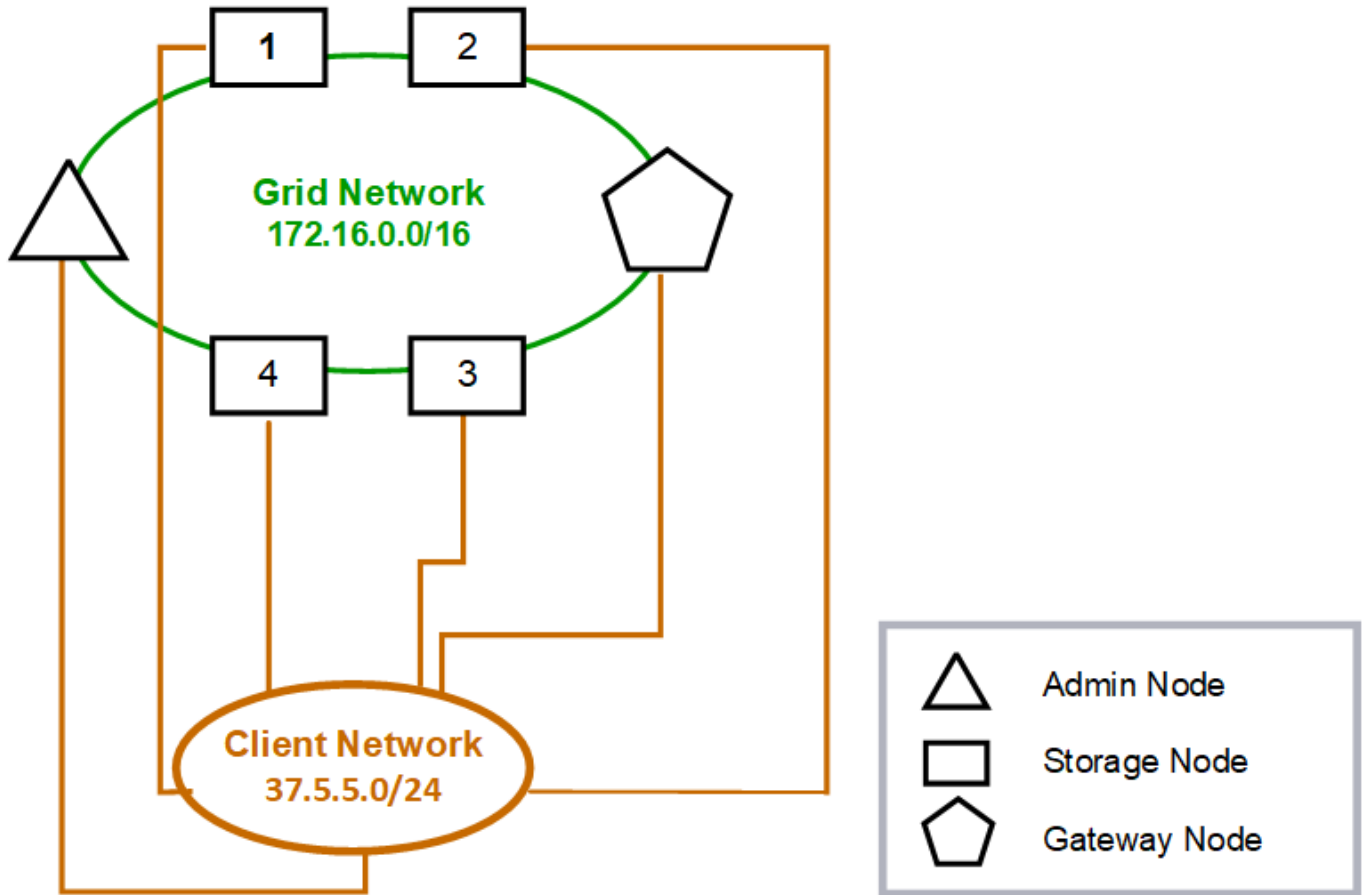 1
2
Grid Network
172.16.0.0/16
4
3
Client Network
37.5.5.0/24
Admin Node
Storage Node
Gateway Node